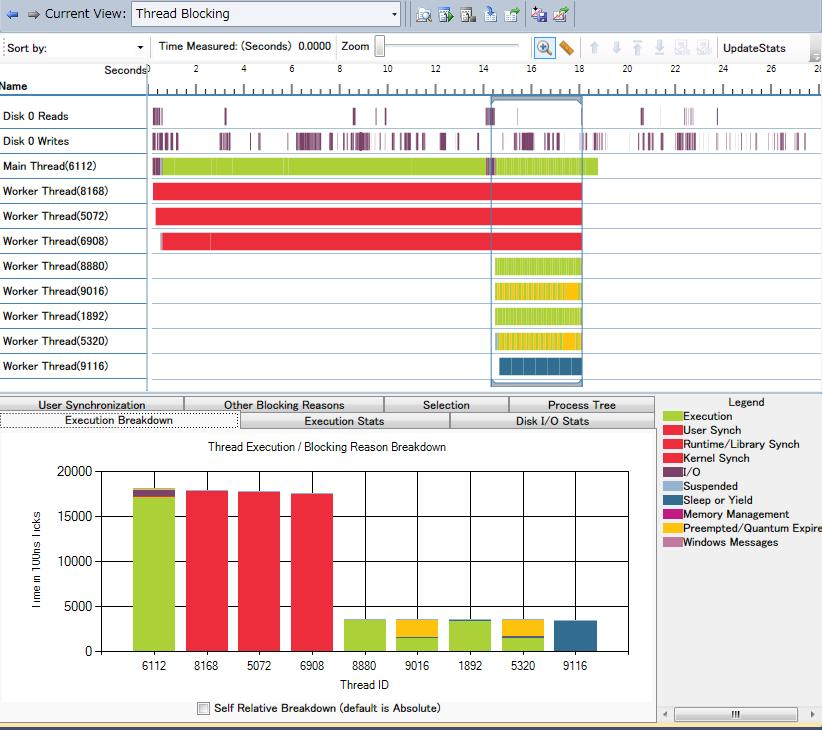 Current View: Thread Blocking
Sort by: Time Measured: (Seconds) 0.0000 Zoom UpdateStats
Seconds 0 2 4 6 8 10 12 14 16 18 20 22 24 26 28
Name
Disk 0 Reads
Disk 0 Writes
Main Thread(6112)
Worker Thread(8168)
Worker Thread(5072)
Worker Thread(6908)
Worker Thread(8880)
Worker Thread(9016)
Worker Thread(1892)
Worker Thread(5320)
Worker Thread(9116)
User Synchronization Other Blocking Reasons Selection Process Tree
Execution Breakdown Execution Stats Disk I/O Stats
Thread Execution / Blocking Reason Breakdown
20000
15000
10000
5000
0
Time in 100ns Ticks
6112 8168 5072 6908 8880 9016 1892 5320 9116
Thread ID
Self Relative Breakdown (default is Absolute)
Legend
Execution
User Synch
Runtime/Library Synch
Kernel Synch
I/O
Suspended
Sleep or Yield
Memory Management
Preempted/Quantum Expire
Windows Messages